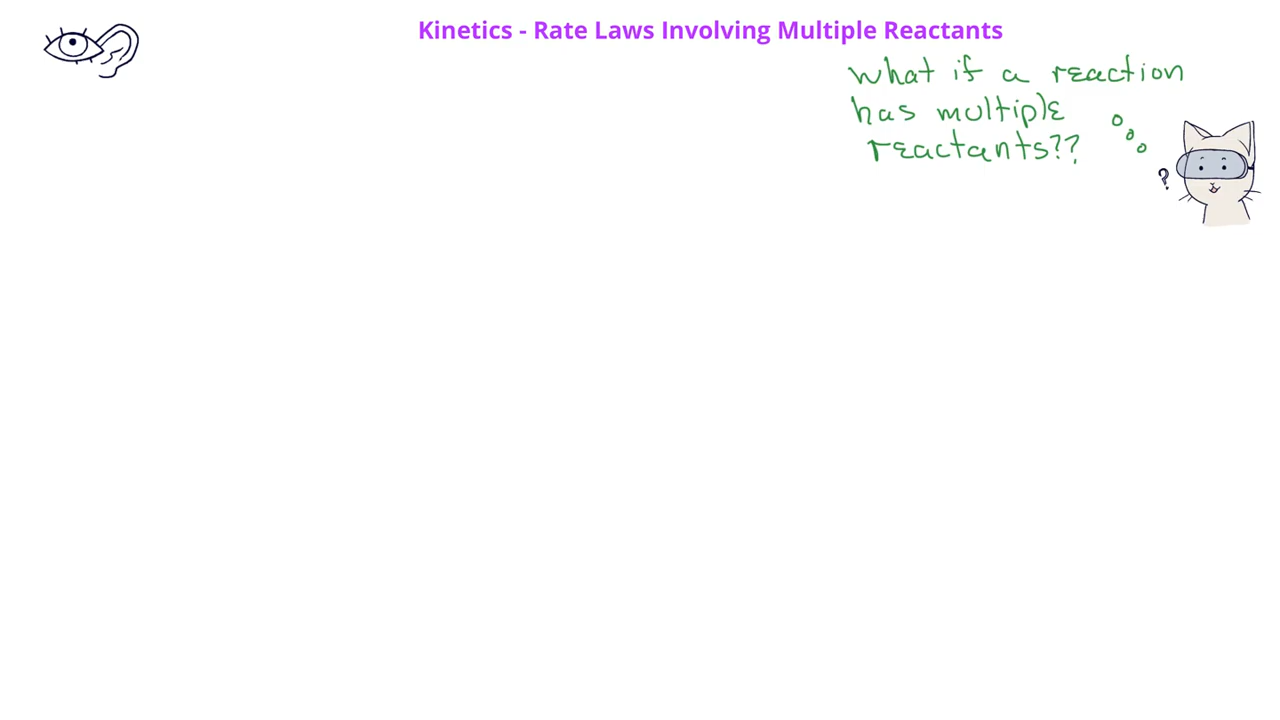 Kinetics - Rate Laws Involving Multiple Reactants
what if a reaction
has multiple
reactants??
?